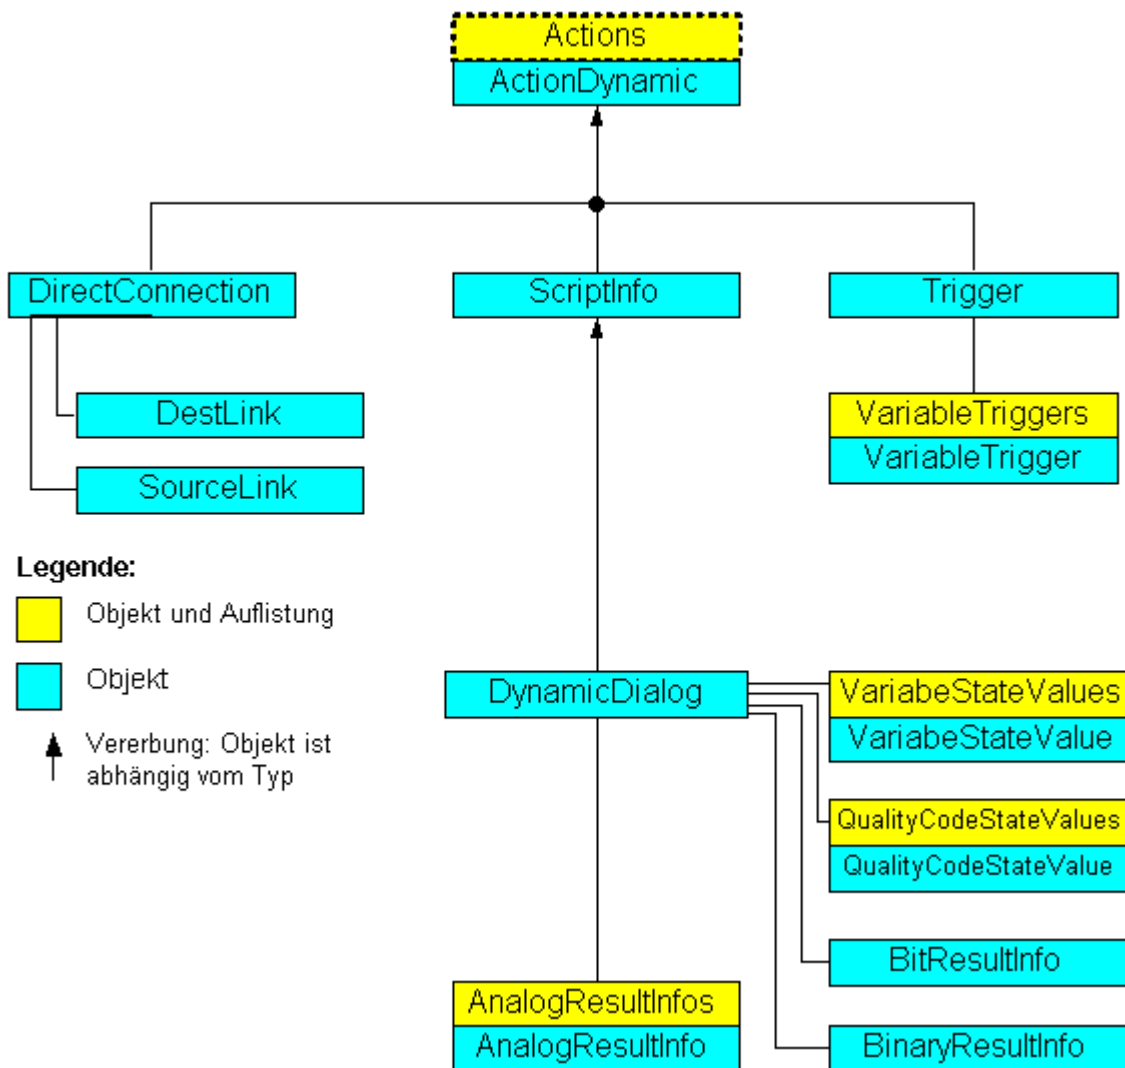 Actions
ActionDynamic
DirectConnection
ScriptInfo
Trigger
DestLink
SourceLink
VariableTriggers
VariableTrigger
Legende:
Objekt und Auflistung
Objekt
Vererbung: Objekt ist
abhängig vom Typ
DynamicDialog
VariabeStateValues
VariabeStateValue
QualityCodeStateValues
QualityCodeStateValue
BitResultInfo
AnalogResultInfos
AnalogResultInfo
BinaryResultInfo